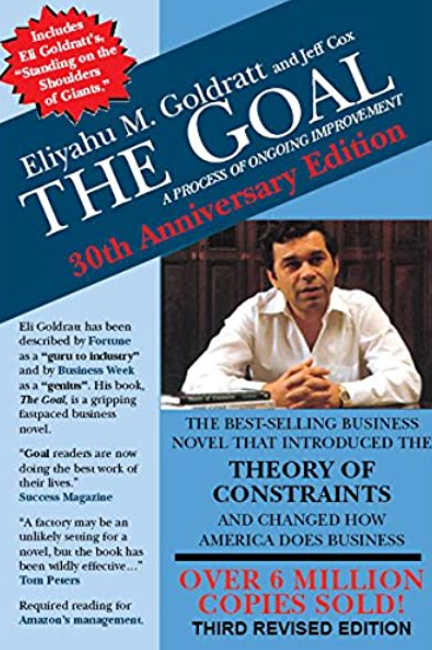 Includes
Eli Goldratt's,
"Standing on the
Shoulders
of Giants."
Eliyahu M. Goldratt and Jeff Cox
THE GOAL
A PROCESS OF ONGOING IMPROVEMENT
30th Anniversary Edition
Eli Goldratt has been
described by Fortune
as a "guru to industry"
and by Business Week
as a "genius". His book,
The Goal, is a gripping
fastpaced business
novel.
"Goal readers are now
doing the best work of
their lives."
Success Magazine
"A factory may be an
unlikely setting for a
novel, but the book has
been wildly effective..."
Tom Peters
Required reading for
Amazon's management.
THE BEST-SELLING BUSINESS
NOVEL THAT INTRODUCED THE
THEORY OF
CONSTRAINTS
AND CHANGED HOW
AMERICA DOES BUSINESS
OVER 6 MILLION
COPIES SOLD!
THIRD REVISED EDITION